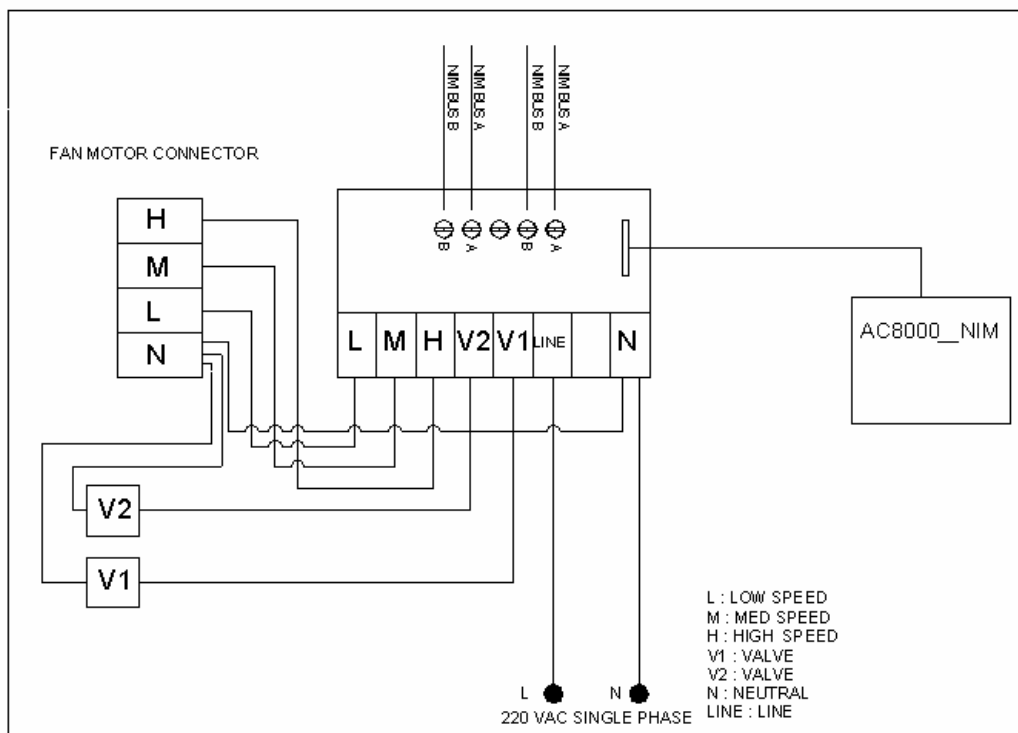 NIM BUS B
NIM BUS A
NIM BUS B
NIM BUS A
FAN MOTOR CONNECTOR
H
M
L
N
B
A
B
A
L
M
H
V2
V1
LINE
N
AC8000__NIM
V2
V1
L : LOW SPEED
M : MED SPEED
H : HIGH SPEED
V1 : VALVE
V2 : VALVE
N : NEUTRAL
LINE : LINE
L
N
220 VAC SINGLE PHASE